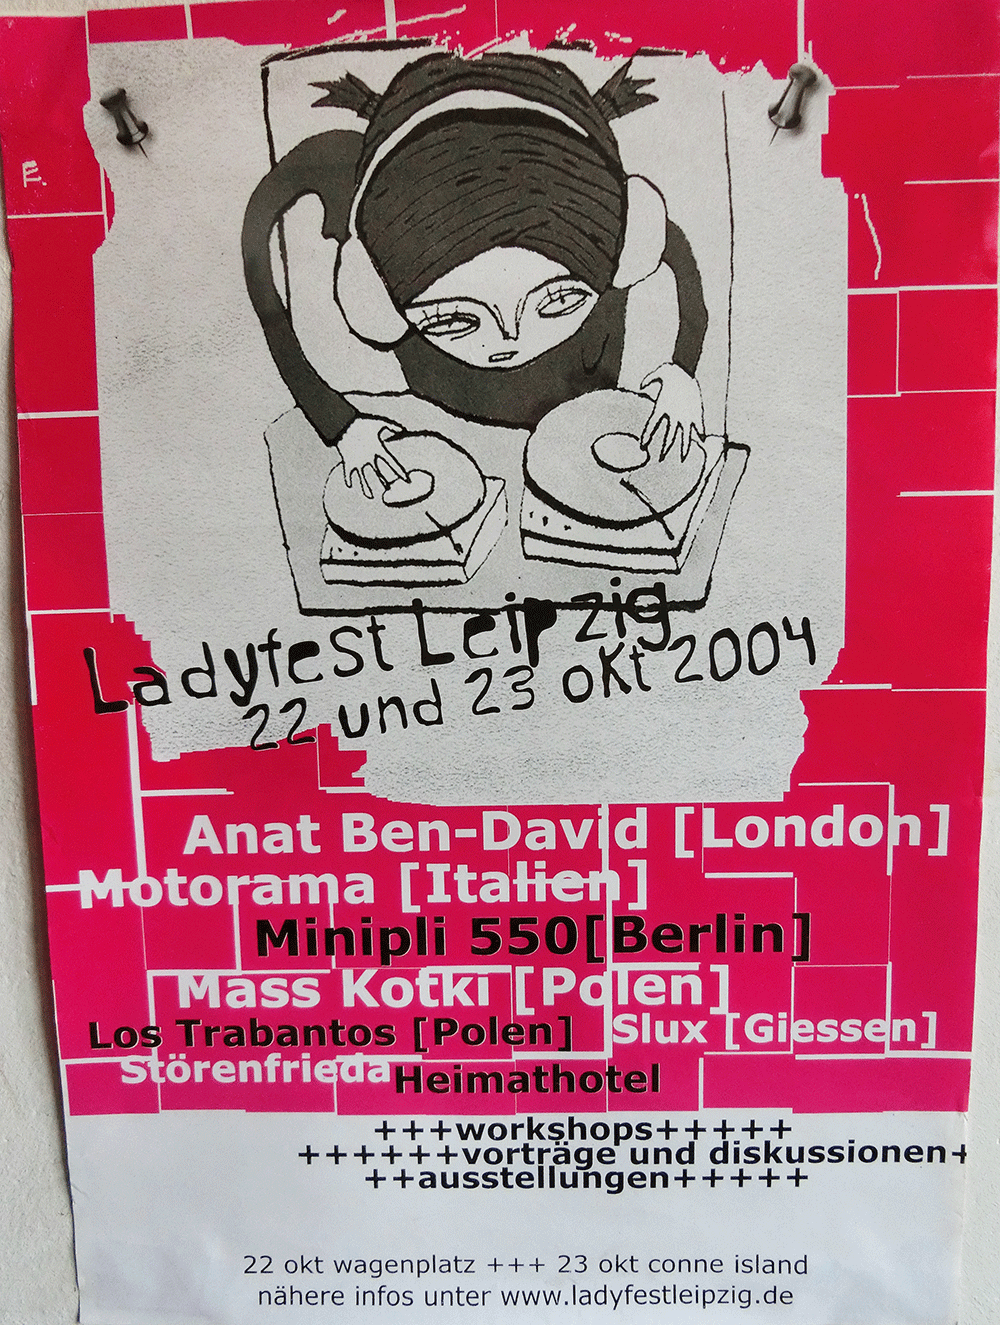 E.
Ladyfest Leipzig
22 und 23 okt 2004
Anat Ben-David [London]
Motorama [Italien]
Minipli 550[Berlin]
Mass Kotki [Polen]
Los Trabantos [Polen] Slux [Giessen]
Störenfrieda Heimathotel
+++workshops+++++
++++++vorträge und diskussionen+
++ausstellungen+++++
22 okt wagenplatz +++ 23 okt conne island
nähere infos unter www.ladyfestleipzig.de